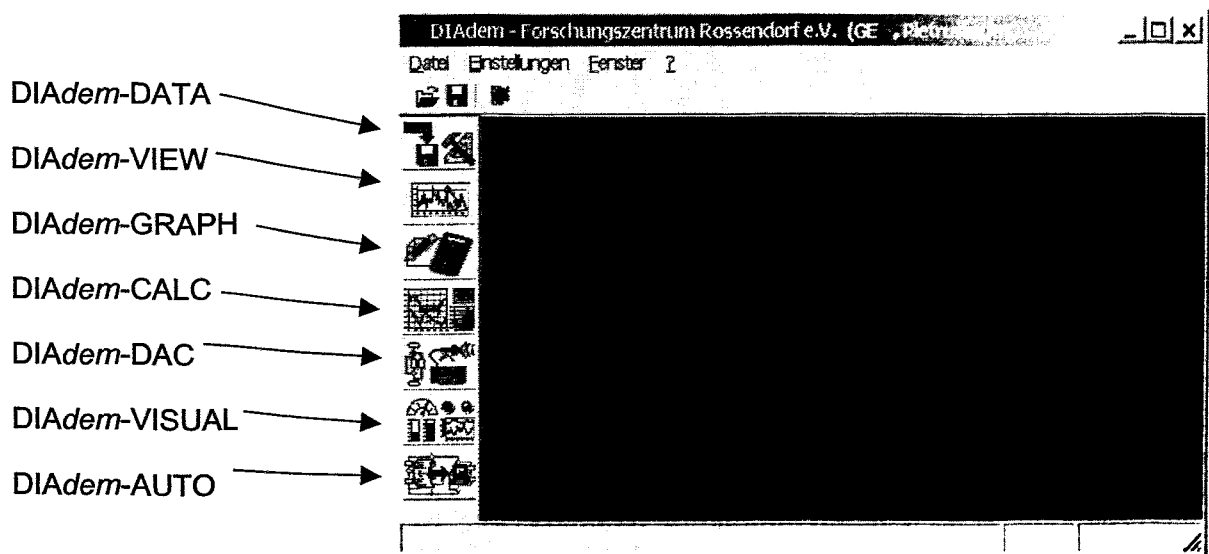 DIAdem - Forschungszentrum Rossendorf e.V. (GE
Datei Einstellungen Fenster ?
DIAdem-DATA
DIAdem-VIEW
DIAdem-GRAPH
DIAdem-CALC
DIAdem-DAC
DIAdem-VISUAL
DIAdem-AUTO